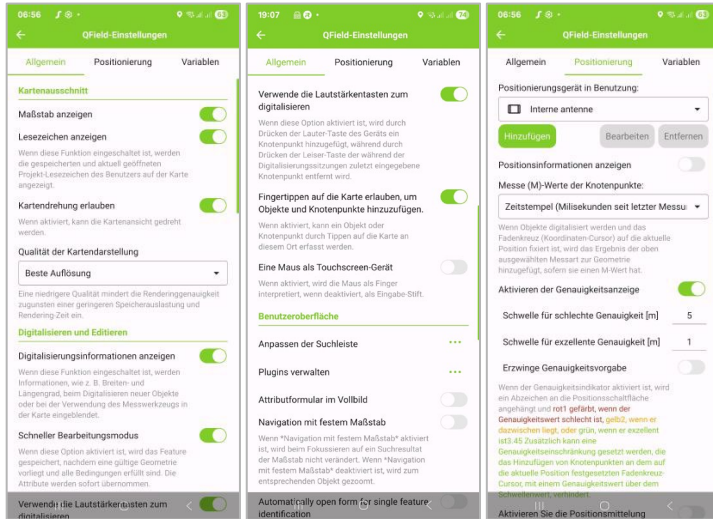 06:56
63
QField-Einstellungen
Allgemein
Positionierung
Variablen
Kartenausschnitt
Maßstab anzeigen
Lesezeichen anzeigen
Wenn diese Funktion eingeschaltet ist, werden
die gespeicherten und aktuell geöffneten
Projekt-Lesezeichen des Benutzers auf der Karte
angezeigt.
Kartendrehung erlauben
Wenn aktiviert, kann die Kartenansicht gedreht
werden.
Qualität der Kartendarstellung
Beste Auflösung
Eine niedrigere Qualität mindert die Renderinggenauigkeit
zugunsten einer geringeren Speicherauslastung und
Rendering-Zeit ein.
Digitalisieren und Editieren
Digitalisierungsinformationen anzeigen
Wenn diese Funktion eingeschaltet ist, werden
Informationen, wie z. B. Breiten- und
Längengrad, beim Digitalisieren neuer Objekte
oder bei der Verwendung des Messwerkzeugs in
der Karte eingeblendet.
Schneller Bearbeitungsmodus
Wenn diese Option aktiviert ist, wird das Feature
gespeichert, nachdem eine gültige Geometrie
vorliegt und alle Bedingungen erfüllt sind. Die
Attribute werden sofort übernommen.
Verwende die Lautstärketasten zum
digitalisieren
19:07
74
QField-Einstellungen
Allgemein
Positionierung
Variablen
Verwende die Lautstärkentasten zum
digitalisieren
Wenn diese Option aktiviert ist, wird durch
Drücken der Lauter-Taste des Geräts ein
Knotenpunkt hinzugefügt, während durch
Drücken der Leiser-Taste der während der
Digitalisierungssitzungen zuletzt eingegebene
Knotenpunkt entfernt wird.
Fingertippen auf die Karte erlauben, um
Objekte und Knotenpunkte hinzuzufügen.
Wenn aktiviert, kann ein Objekt oder
Knotenpunkt durch Tippen auf die Karte an
diesem Ort erfasst werden.
Eine Maus als Touchscreen-Gerät
Wenn aktiviert, wird die Maus als Finger
interpretiert, wenn deaktiviert, als Eingabe-Stift.
Benutzeroberfläche
Anpassen der Suchleiste
Plugins verwalten
Attributformular im Vollbild
Navigation mit festem Maßstab
Wenn *Navigation mit festem Maßstab* aktiviert
ist, wird beim Fokussieren auf ein Suchresultat
der Maßstab nicht verändert. Wenn *Navigation
mit festem Maßstab* deaktiviert ist, wird zum
entsprechenden Objekt gezoomt.
Automatically open form for single feature
identification
06:56
63
QField-Einstellungen
Allgemein
Positionierung
Variablen
Positionierungsgerät in Benutzung:
Interne antenne
Hinzufügen
Bearbeiten
Entfernen
Positionsinformationen anzeigen
Messe (M)-Werte der Knotenpunkte:
Zeitstempel (Milisekunden seit letzter Messu
Wenn Objekte digitalisiert werden und das
Fadenkreuz (Koordinaten-Cursor) auf die aktuelle
Position fixiert ist, wird das Ergebnis der oben
ausgewählten Messart zur Geometrie
hinzugefügt, sofern sie einen M-Wert hat.
Aktivieren der Genauigkeitsanzeige
Schwelle für schlechte Genauigkeit [m]
5
Schwelle für exzellente Genauigkeit [m]
1
Erzwinge Genauigkeitsvorgabe
Wenn der Genauigkeitsindikator aktiviert ist, wird
ein Abzeichen an die Positionsschaltfläche
angehängt und rot1 gefärbt, wenn der
Genauigkeitswert schlecht ist, gelb2, wenn er
dazwischen liegt, oder grün, wenn er exzellent
ist3.45 Zusätzlich kann eine
Genauigkeitseinschränkung gesetzt werden, die
das Hinzufügen von Knotenpunkten an dem auf
die aktuelle Position festgesetzten Fadenkreuz-
Cursor, mit einem Genauigkeitswert über dem
Schwellenwert, verhindert.
Aktivieren Sie die Positionsmittelung